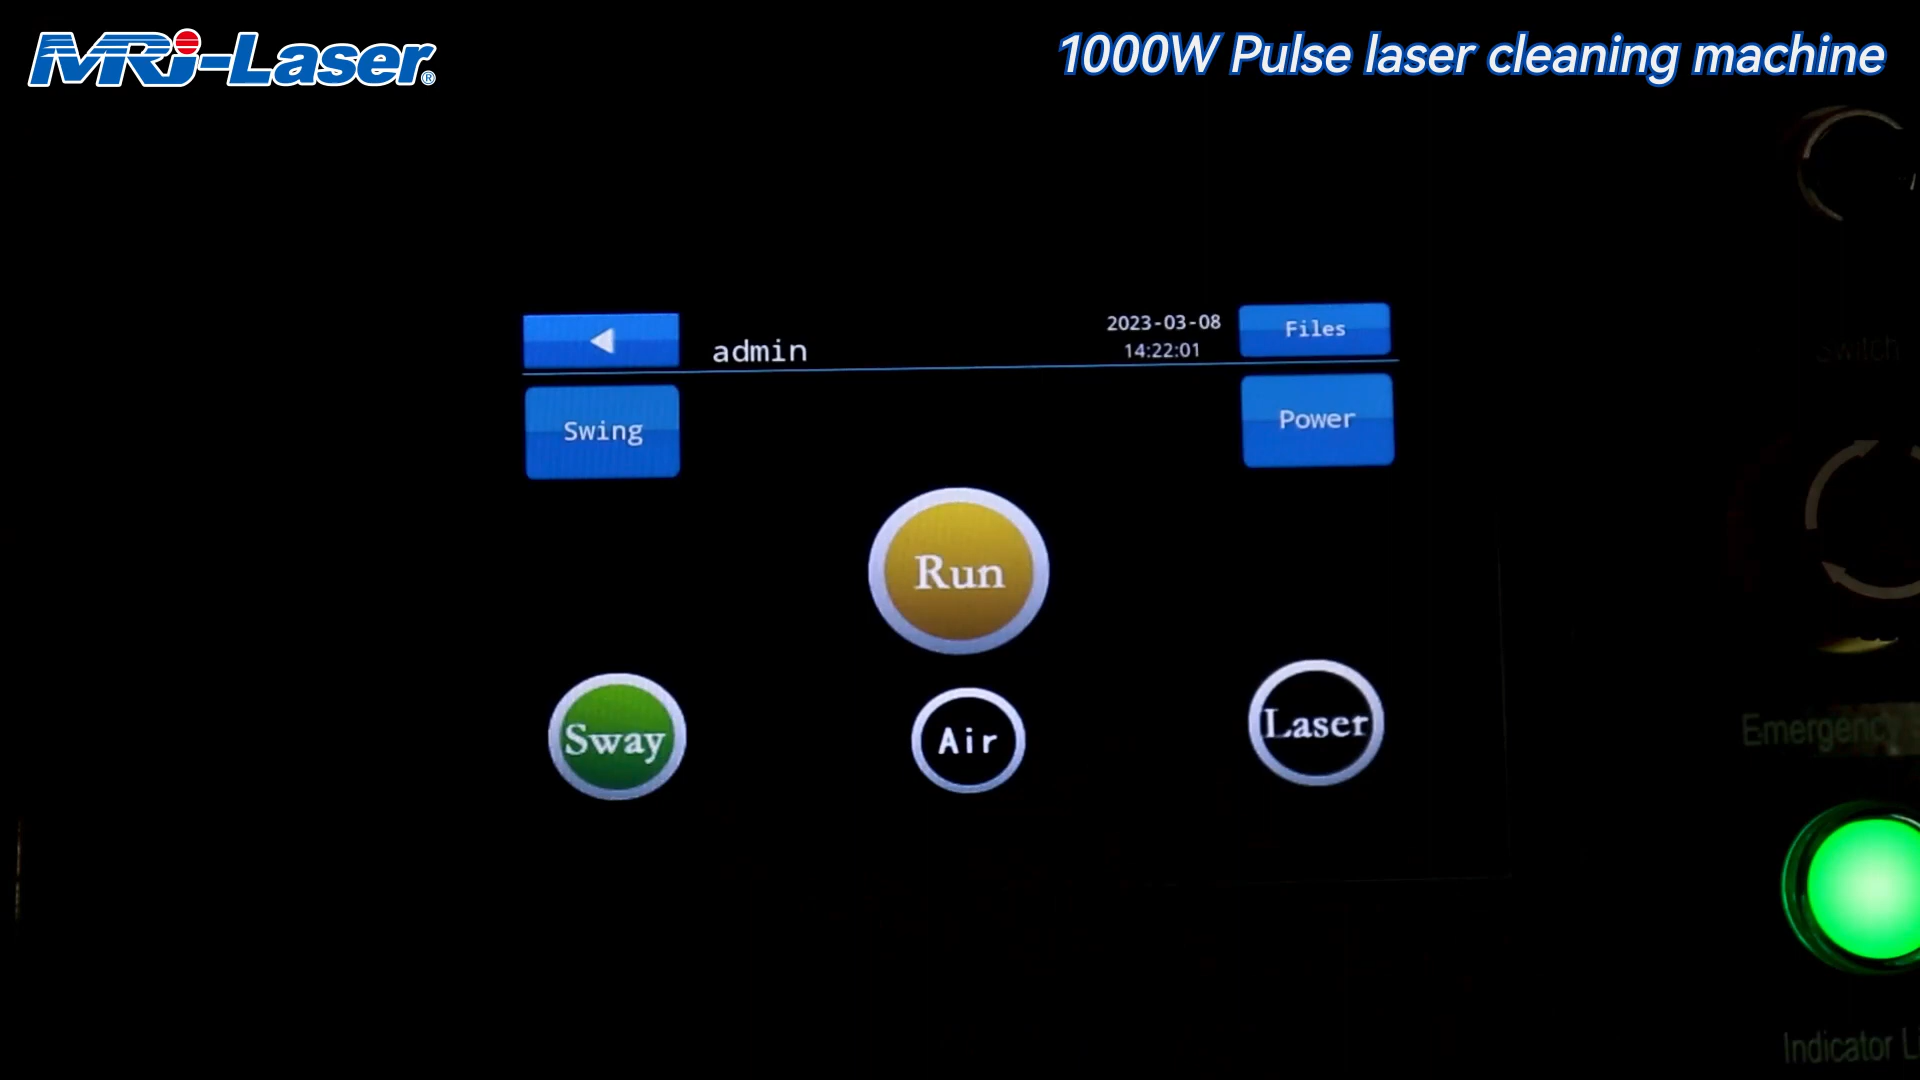 MRJ-Laser®
1000W Pulse laser cleaning machine
admin
2023-03-08
14:22:01
Files
Swing
Power
Run
Sway
Air
Laser
Switch
Emergency
Indicator